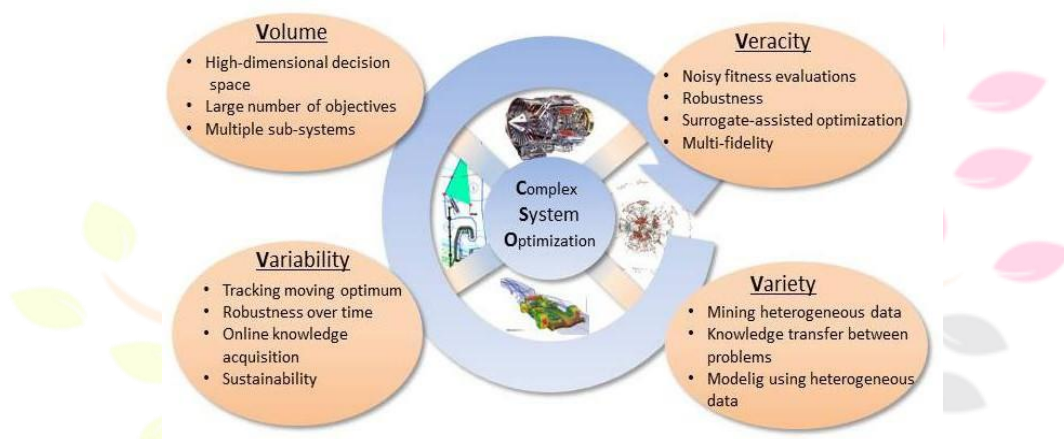 Volume
• High-dimensional decision
space
• Large number of objectives
• Multiple sub-systems
Veracity
• Noisy fitness evaluations
• Robustness
• Surrogate-assisted optimization
• Multi-fidelity
Complex
System
Optimization
Variability
• Tracking moving optimum
• Robustness over time
• Online knowledge
acquisition
• Sustainability
Variety
• Mining heterogeneous data
• Knowledge transfer between
problems
• Modelig using heterogeneous
data